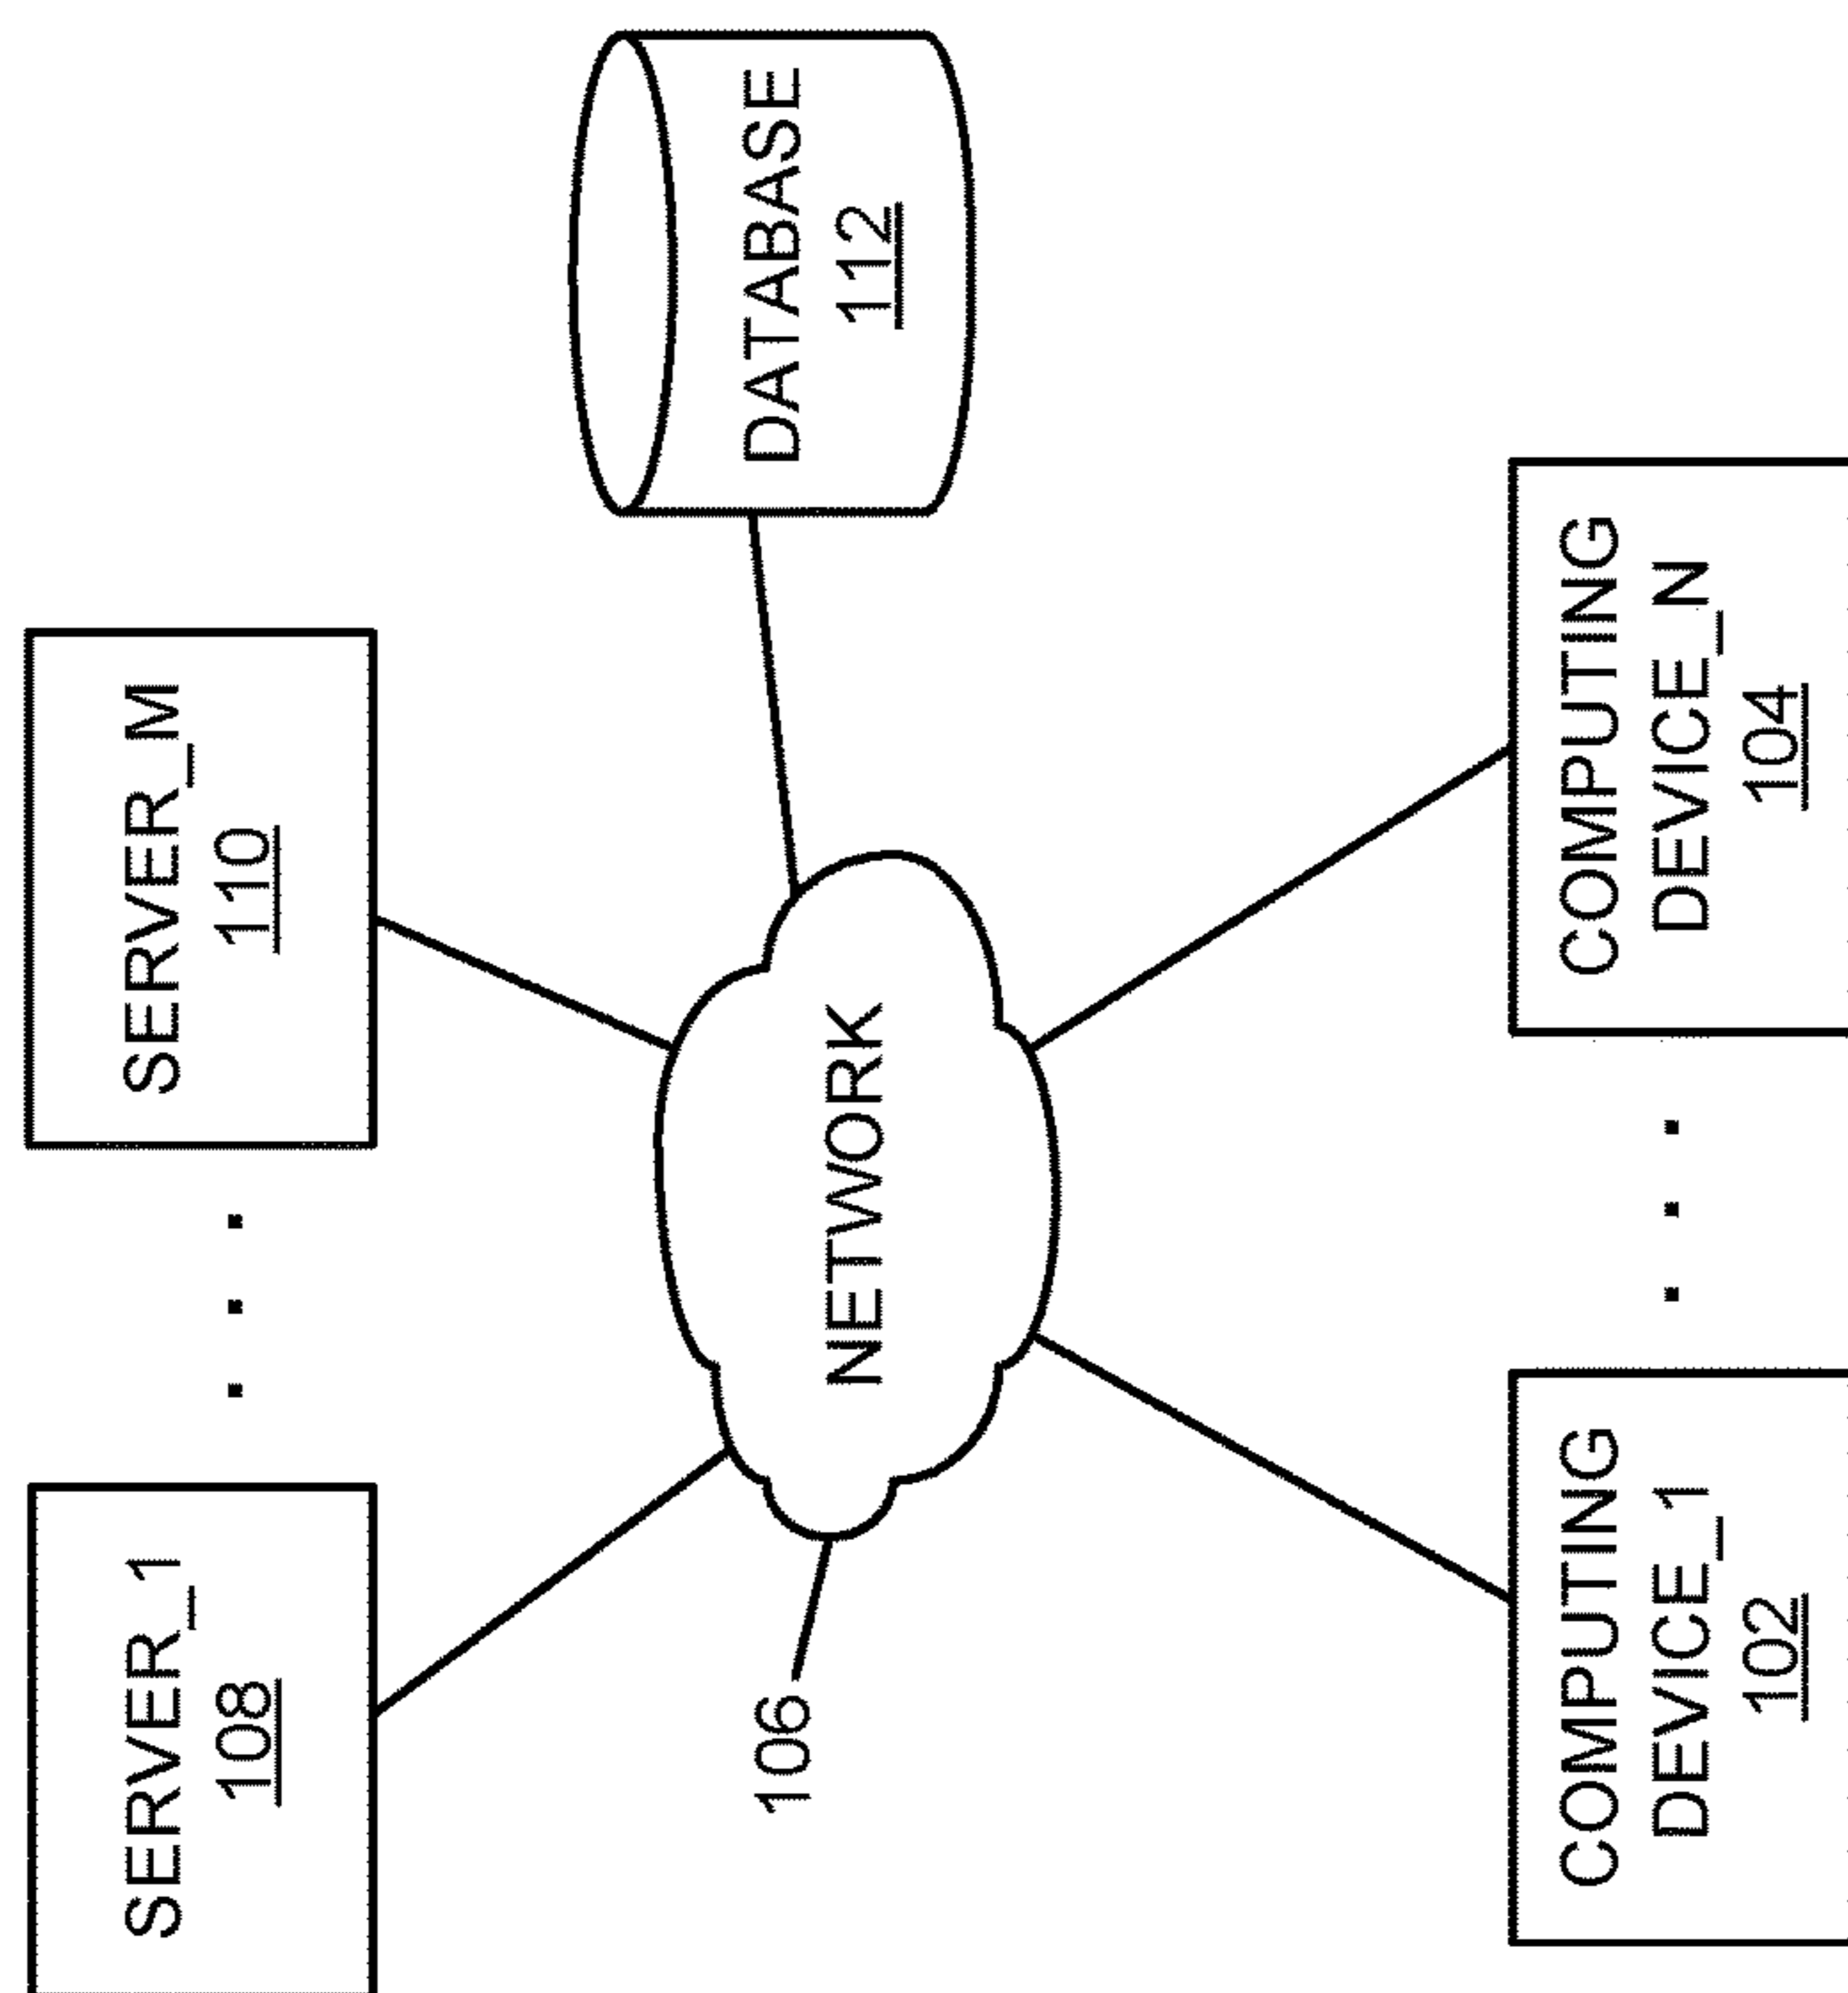 SERVER_1
108
SERVER_M
110
DATABASE
112
NETWORK
106
COMPUTING
DEVICE_1
102
COMPUTING
DEVICE_N
104